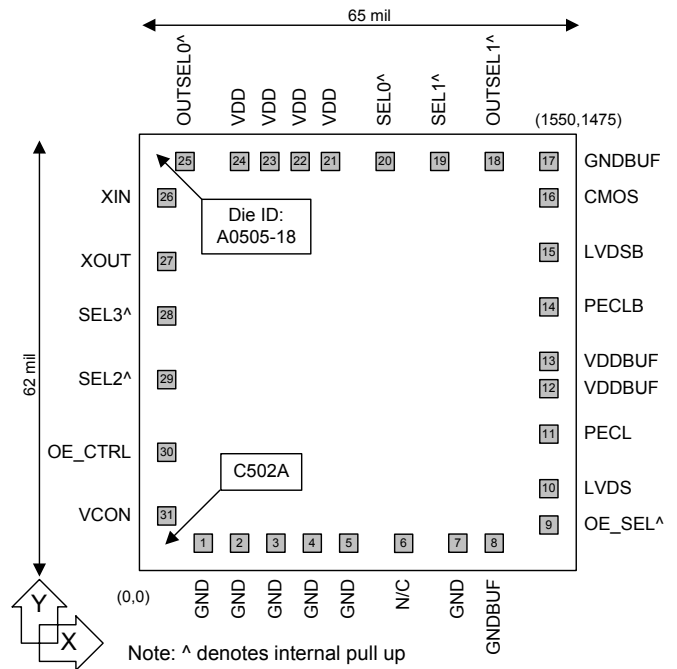 65 mil
OUTSEL0^
VDD
VDD
VDD
VDD
SEL0^
SEL1^
OUTSEL1^
(1550,1475)
25
24
23
22
21
20
19
18
17
GNDBUF
XIN
26
Die ID:
A0505-18
16
CMOS
XOUT
27
15
LVDSB
SEL3^
28
14
PECLB
62 mil
13
VDDBUF
SEL2^
29
12
VDDBUF
OE_CTRL
30
11
PECL
C502A
10
LVDS
VCON
31
9
OE_SEL^
1
2
3
4
5
6
7
8
(0,0)
GND
GND
GND
GND
GND
N/C
GND
GNDBUF
Y
X
Note: ^ denotes internal pull up